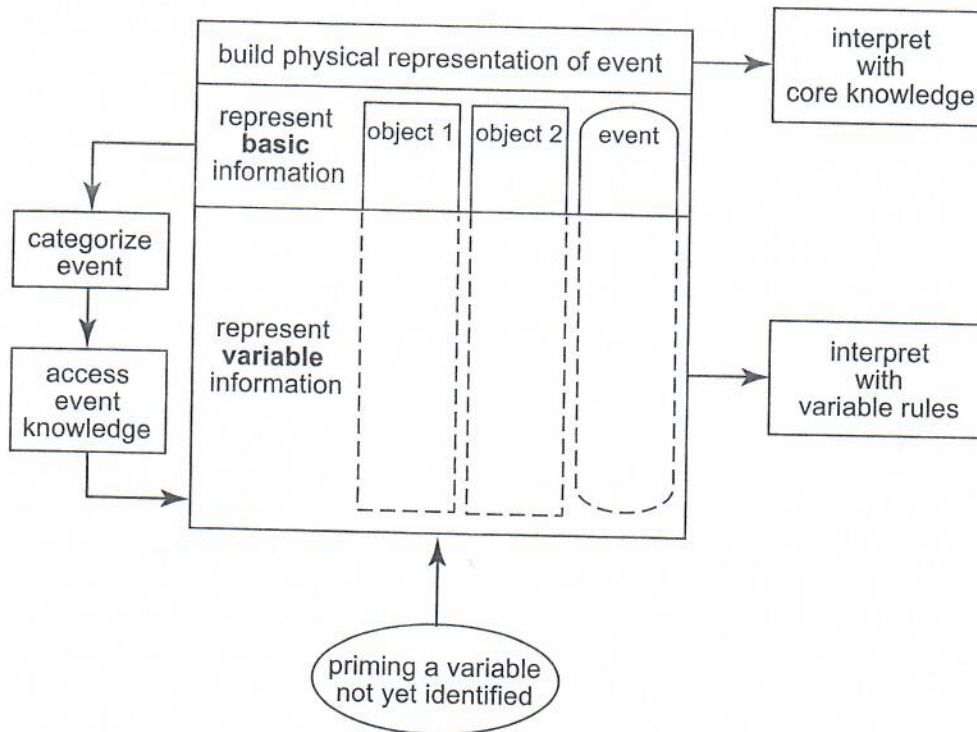 build physical representation of event
interpret
with
core knowledge
represent
basic
information
object 1
object 2
event
categorize
event
access
event
knowledge
represent
variable
information
interpret
with
variable rules
priming a variable
not yet identified